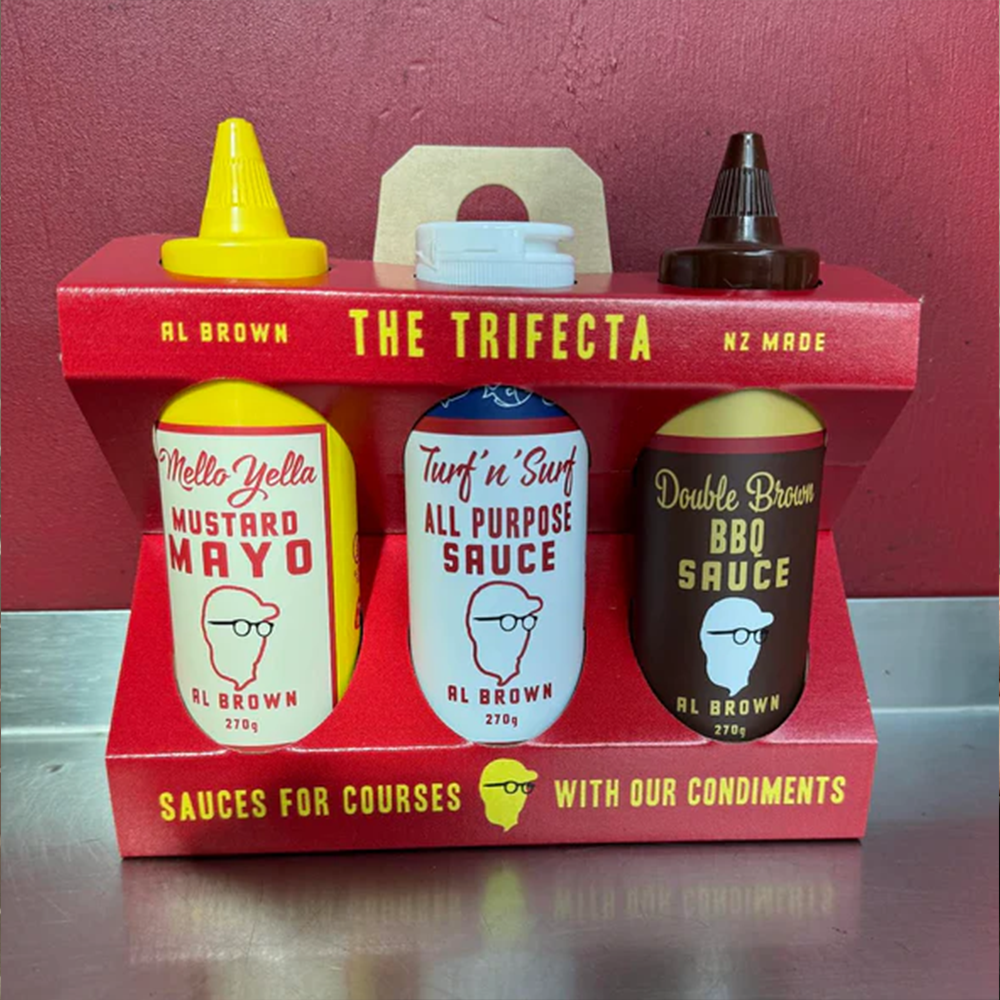 AL BROWN THE TRIFECTA NZ MADE
Mello Yella
MUSTARD
MAYO
AL BROWN
270g
Turf 'n' Surf
ALL PURPOSE
SAUCE
AL BROWN
270g
Double Brown
BBQ
SAUCE
AL BROWN
270g
SAUCES FOR COURSES WITH OUR CONDIMENTS